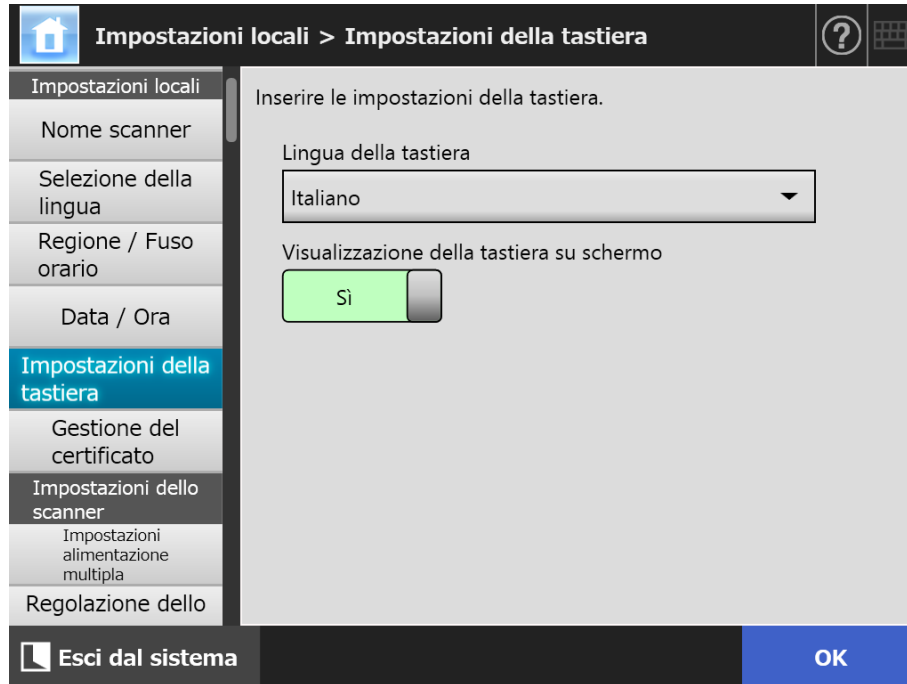 Impostazioni locali > Impostazioni della tastiera
?
Impostazioni locali
Nome scanner
Selezione della
lingua
Regione / Fuso
orario
Data / Ora
Impostazioni della
tastiera
Gestione del
certificato
Impostazioni dello
scanner
Impostazioni
alimentazione
multipla
Regolazione dello
Inserire le impostazioni della tastiera.
Lingua della tastiera
Italiano
Visualizzazione della tastiera su schermo
Sì
Esci dal sistema
OK